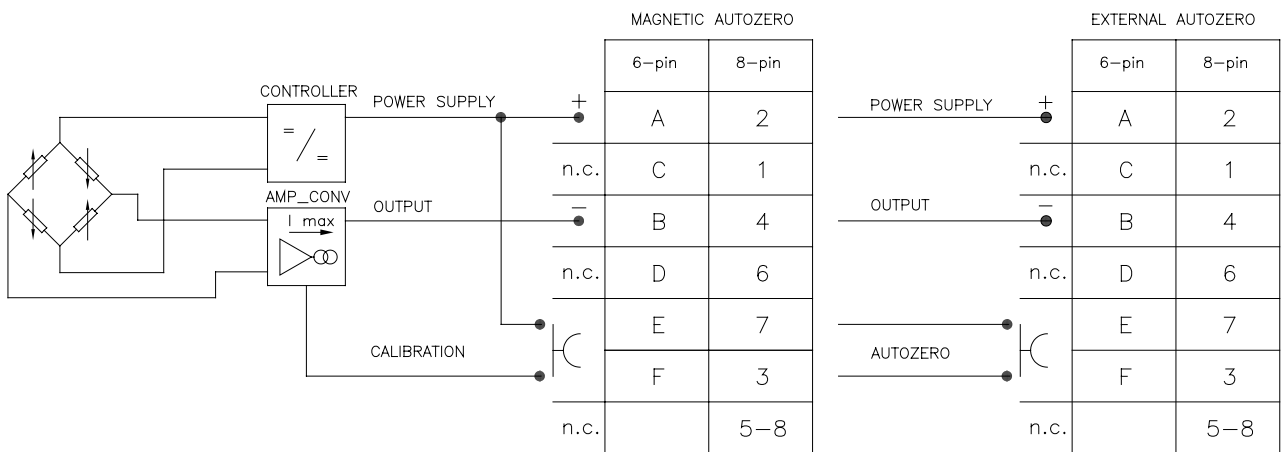 MAGNETIC AUTOZERO
6-pin 8-pin
CONTROLLER
= / =
POWER SUPPLY + A 2
n.c. C 1
AMP_CONV
I max
OUTPUT − B 4
n.c. D 6
E 7
CALIBRATION
F 3
n.c. 5-8
EXTERNAL AUTOZERO
6-pin 8-pin
POWER SUPPLY + A 2
n.c. C 1
OUTPUT − B 4
n.c. D 6
E 7
AUTOZERO
F 3
n.c. 5-8